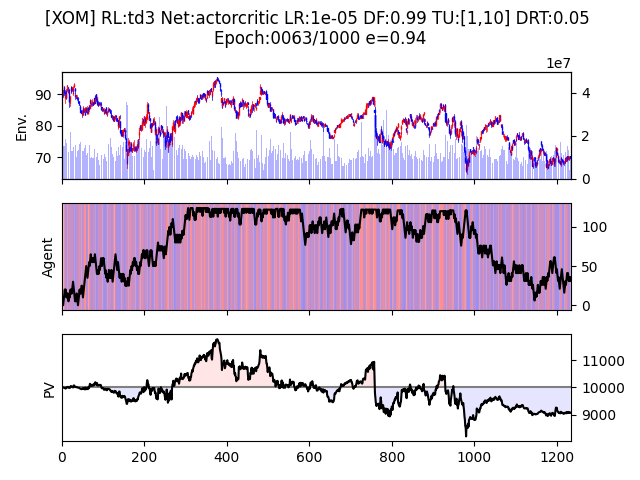 [XOM] RL:td3 Net:actorcritic LR:1e-05 DF:0.99 TU:[1,10] DRT:0.05
Epoch:0063/1000 e=0.94
1e7
90
80
70
Env.
4
2
0
Agent
100
50
0
PV
11000
10000
9000
0 200 400 600 800 1000 1200